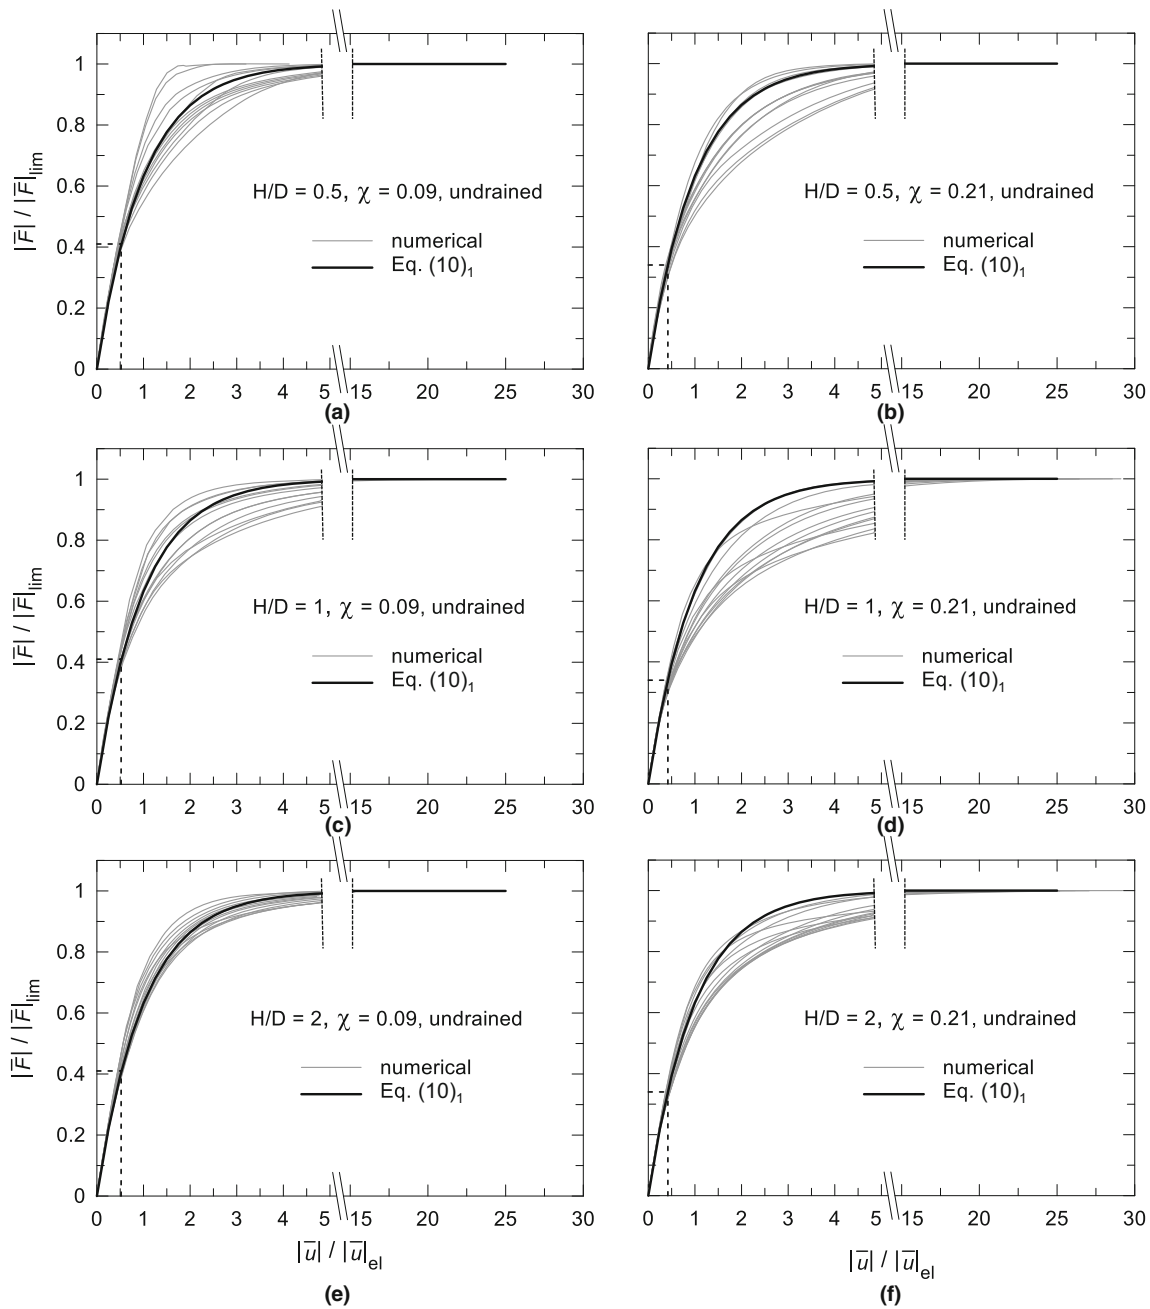 1
0.8
0.6
0.4
0.2
0
|F̅| / |F̅|lim
H/D = 0.5, χ = 0.09, undrained
numerical
Eq. (10)₁
0 1 2 3 4 5 15 20 25 30
(a)
H/D = 0.5, χ = 0.21, undrained
numerical
Eq. (10)₁
0 1 2 3 4 5 15 20 25 30
(b)
1
0.8
0.6
0.4
0.2
0
|F̅| / |F̅|lim
H/D = 1, χ = 0.09, undrained
numerical
Eq. (10)₁
0 1 2 3 4 5 15 20 25 30
(c)
H/D = 1, χ = 0.21, undrained
numerical
Eq. (10)₁
0 1 2 3 4 5 15 20 25 30
(d)
1
0.8
0.6
0.4
0.2
0
|F̅| / |F̅|lim
H/D = 2, χ = 0.09, undrained
numerical
Eq. (10)₁
0 1 2 3 4 5 15 20 25 30
|u̅| / |u̅|el
(e)
H/D = 2, χ = 0.21, undrained
numerical
Eq. (10)₁
0 1 2 3 4 5 15 20 25 30
|u̅| / |u̅|el
(f)